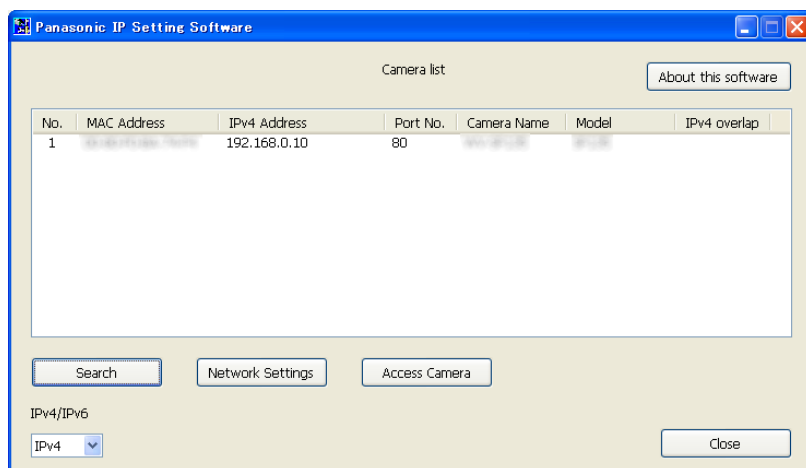 Panasonic IP Setting Software
Camera list
About this software
No. MAC Address IPv4 Address Port No. Camera Name Model IPv4 overlap
1 192.168.0.10 80
Search Network Settings Access Camera
IPv4/IPv6
IPv4
Close